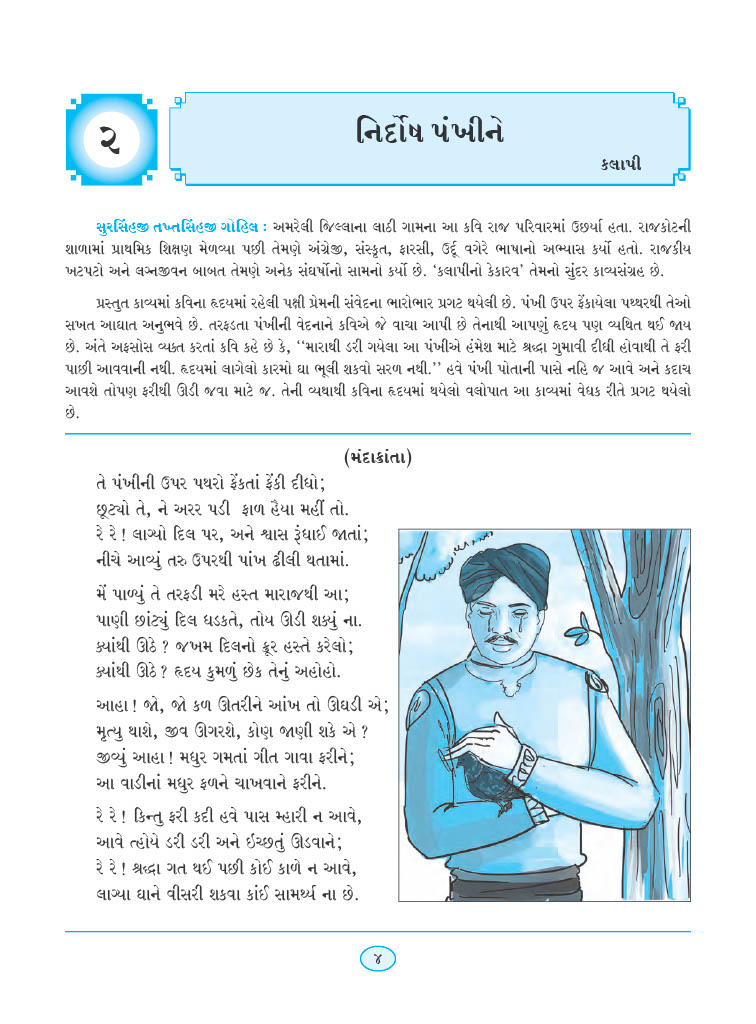 ૨
નિર્દોષ પંખીને
કલાપી
સુરસિંહજી તખ્તસિંહજી ગોહિલ : અમરેલી જિલ્લાના લાઠી ગામના આ કવિ રાજ પરિવારમાં ઉછર્યા હતા. રાજકોટની
શાળામાં પ્રાથમિક શિક્ષણ મેળવ્યા પછી તેમણે અંગ્રેજી, સંસ્કૃત, ફારસી, ઉર્દૂ વગેરે ભાષાનો અભ્યાસ કર્યો હતો. રાજકીય
ખટપટો અને લગ્નજીવન બાબત તેમણે અનેક સંઘર્ષોનો સામનો કર્યો છે. ‘કલાપીનો કેકારવ’ તેમનો સુંદર કાવ્યસંગ્રહ છે.
પ્રસ્તુત કાવ્યમાં કવિના હૃદયમાં રહેલી પક્ષી પ્રેમની સંવેદના ભારોભાર પ્રગટ થયેલી છે. પંખી ઉપર ફેંકાયેલા પથ્થરથી તેઓ
સખત આઘાત અનુભવે છે. તરફડતા પંખીની વેદનાને કવિએ જે વાચા આપી છે તેનાથી આપણું હૃદય પણ વ્યથિત થઈ જાય
છે. અંતે અફસોસ વ્યક્ત કરતાં કવિ કહે છે કે, ‘‘મારાથી ડરી ગયેલા આ પંખીએ હંમેશ માટે શ્રદ્ધા ગુમાવી દીધી હોવાથી તે ફરી
પાછી આવવાની નથી. હૃદયમાં લાગેલો કારમો ઘા ભૂલી શકવો સરળ નથી.’’ હવે પંખી પોતાની પાસે નહિ જ આવે અને કદાચ
આવશે તોપણ ફરીથી ઊડી જવા માટે જ. તેની વ્યથાથી કવિના હૃદયમાં થયેલો વલોપાત આ કાવ્યમાં વેધક રીતે પ્રગટ થયેલો
છે.
(મંદાક્રાંતા)
તે પંખીની ઉપર પથરો ફેંકતાં ફેંકી દીધો;
છૂટ્યો તે, ને અરર પડી ફાળ હૈયા મહીં તો.
રે રે ! લાગ્યો દિલ પર, અને શ્વાસ રૂંધાઈ જાતાં;
નીચે આવ્યું તરુ ઉપરથી પાંખ ઢીલી થતામાં.
મેં પાળ્યું તે તરફડી મરે હસ્ત મારાજથી આ;
પાણી છાંટ્યું દિલ ધડકતે, તોય ઊડી શક્યું ના.
ક્યાંથી ઊઠે ? જખમ દિલનો ક્રૂર હસ્તે કરેલો;
ક્યાંથી ઊઠે ? હૃદય કુમળું છેક તેનું અહોહો.
આહા ! જો, જો કળ ઊતરીને આંખ તો ઊઘડી એ;
મૃત્યુ થાશે, જીવ ઊગરશે, કોણ જાણી શકે એ ?
જીવ્યું આહા ! મધુર ગમતાં ગીત ગાવા ફરીને;
આ વાડીનાં મધુર ફળને ચાખવાને ફરીને.
રે રે ! કિન્તુ ફરી કદી હવે પાસ મ્હારી ન આવે,
આવે ત્હોયે ડરી ડરી અને ઇચ્છતું ઊડવાને;
રે રે ! શ્રદ્ધા ગત થઈ પછી કોઈ કાળે ન આવે,
લાગ્યા ઘાને વીસરી શકવા કાંઈ સામર્થ્ય ના છે.
૪